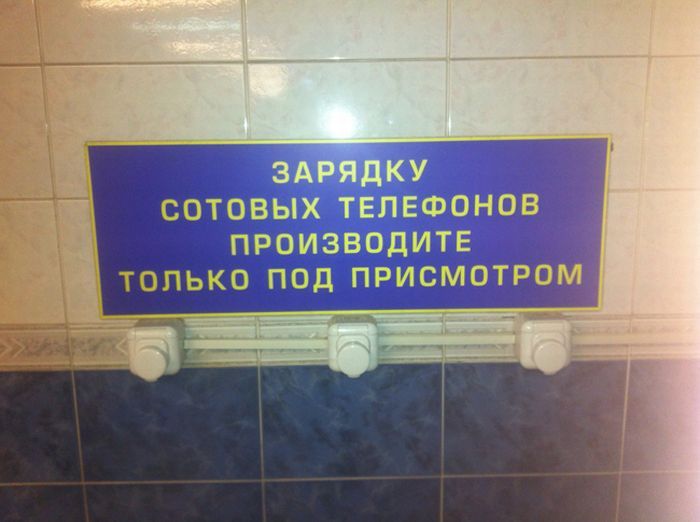 ЗАРЯДКУ
СОТОВЫХ ТЕЛЕФОНОВ
ПРОИЗВОДИТЕ
ТОЛЬКО ПОД ПРИСМОТРОМ